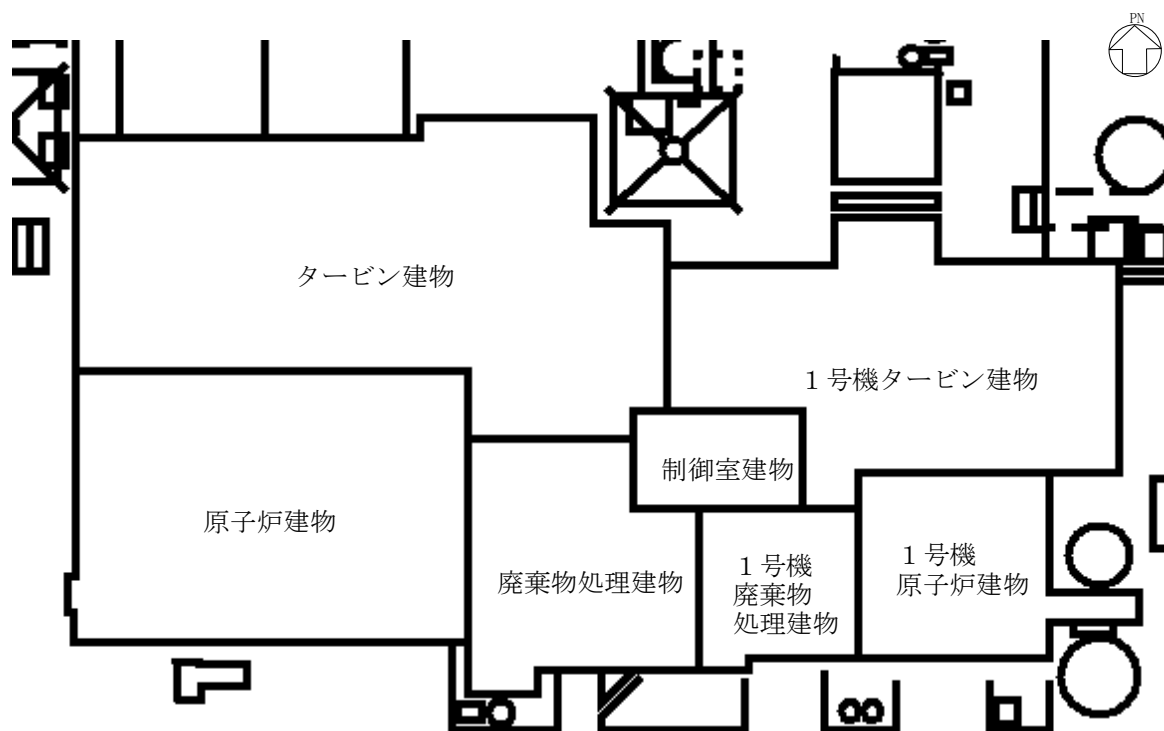 PN
タービン建物
１号機タービン建物
制御室建物
原子炉建物
廃棄物処理建物
１号機
廃棄物
処理建物
１号機
原子炉建物